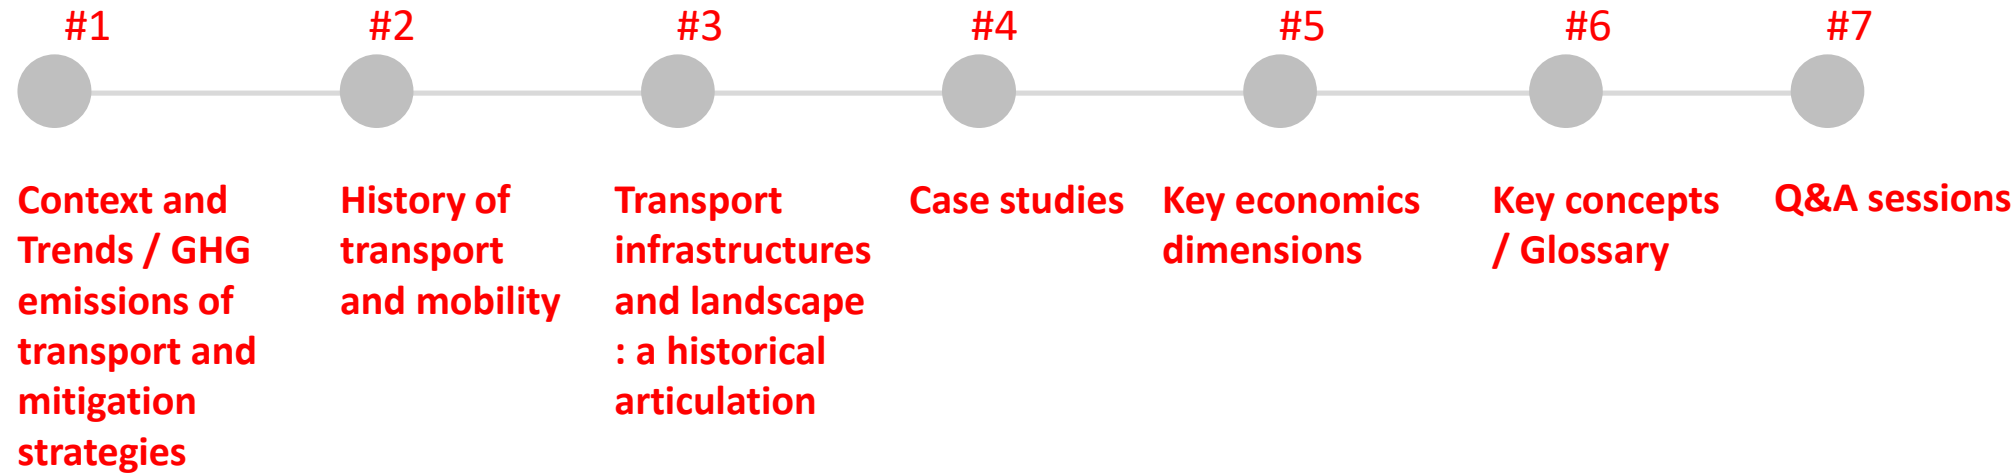 #1
#2
#3
#4
#5
#6
#7
Context and
Trends / GHG
emissions of
transport and
mitigation
strategies
History of
transport
and mobility
Transport
infrastructures
and landscape
: a historical
articulation
Case studies
Key economics
dimensions
Key concepts
/ Glossary
Q&A sessions